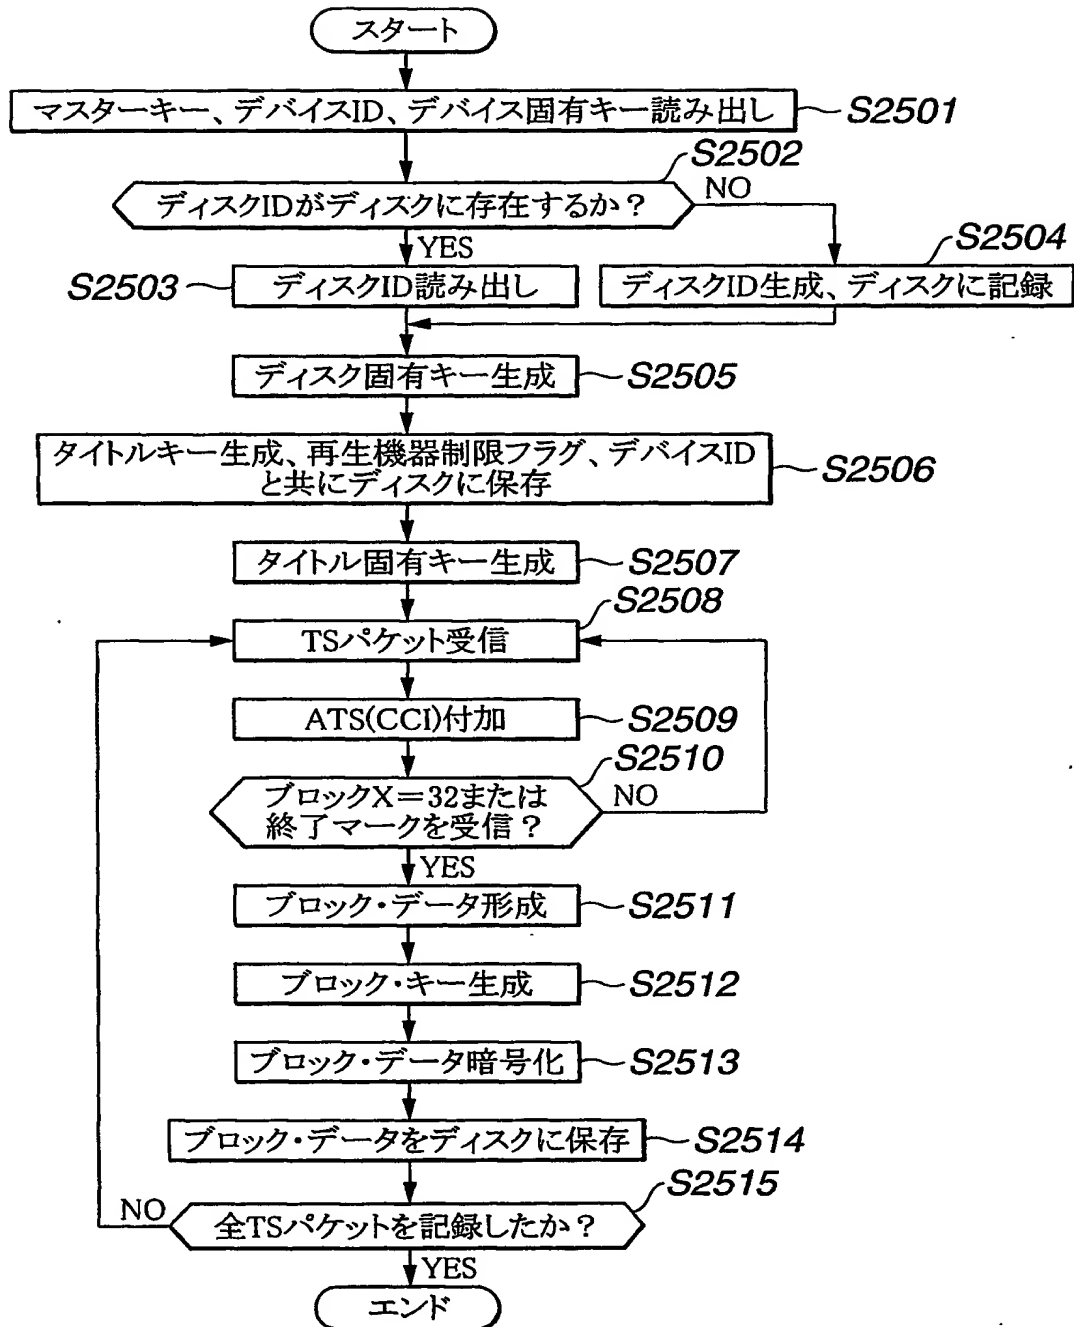 スタート
マスターキー、デバイスID、デバイス固有キー読み出し
S2501
S2502
ディスクIDがディスクに存在するか？
NO
YES
S2503
ディスクID読み出し
S2504
ディスクID生成、ディスクに記録
ディスク固有キー生成
S2505
タイトルキー生成、再生機器制限フラグ、デバイスID
と共にディスクに保存
S2506
タイトル固有キー生成
S2507
S2508
TSパケット受信
ATS(CCI)付加
S2509
S2510
ブロックX＝32または
終了マークを受信？
NO
YES
ブロック・データ形成
S2511
ブロック・キー生成
S2512
ブロック・データ暗号化
S2513
ブロック・データをディスクに保存
S2514
S2515
NO
全TSパケットを記録したか？
YES
エンド